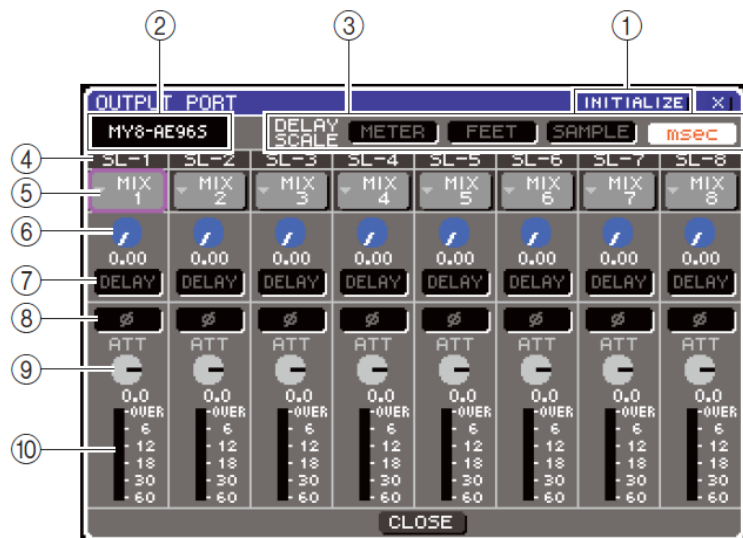 ② ③ ①
OUTPUT PORT INITIALIZE X
MY8-AE96S DELAY SCALE METER FEET SAMPLE msec
④ SL-1 SL-2 SL-3 SL-4 SL-5 SL-6 SL-7 SL-8
⑤ MIX 1 MIX 2 MIX 3 MIX 4 MIX 5 MIX 6 MIX 7 MIX 8
⑥
0.00 0.00 0.00 0.00 0.00 0.00 0.00 0.00
⑦ DELAY DELAY DELAY DELAY DELAY DELAY DELAY DELAY
⑧ ø ø ø ø ø ø ø ø
ATT ATT ATT ATT ATT ATT ATT ATT
⑨
0.0 0.0 0.0 0.0 0.0 0.0 0.0 0.0
OVER OVER OVER OVER OVER OVER OVER OVER
6 6 6 6 6 6 6 6
⑩ 12 12 12 12 12 12 12 12
18 18 18 18 18 18 18 18
30 30 30 30 30 30 30 30
60 60 60 60 60 60 60 60
CLOSE